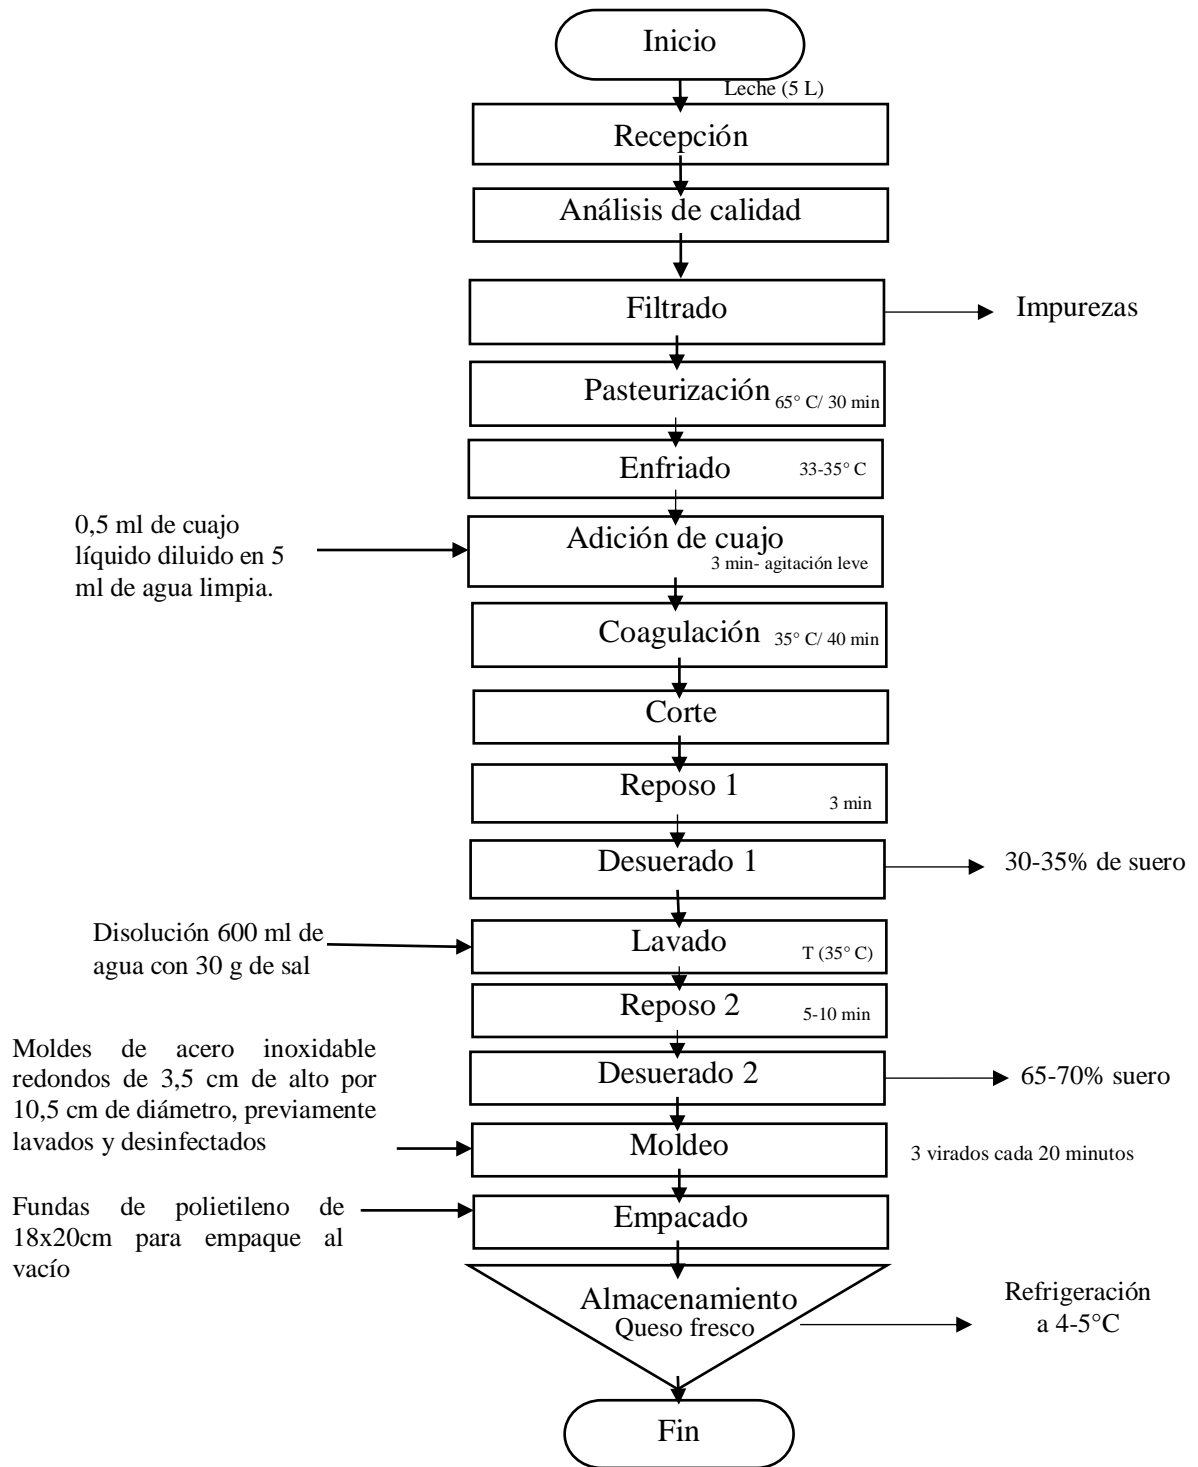 Inicio
Leche (5 L)
Recepción
Análisis de calidad
Filtrado
Impurezas
Pasteurización 65° C/ 30 min
Enfriado 33-35° C
0,5 ml de cuajo
líquido diluido en 5
ml de agua limpia.
Adición de cuajo
3 min- agitación leve
Coagulación 35° C/ 40 min
Corte
Reposo 1
3 min
Desuerado 1
30-35% de suero
Disolución 600 ml de
agua con 30 g de sal
Lavado T (35° C)
Reposo 2 5-10 min
Desuerado 2
65-70% suero
Moldes de acero inoxidable
redondos de 3,5 cm de alto por
10,5 cm de diámetro, previamente
lavados y desinfectados
Moldeo
3 virados cada 20 minutos
Fundas de polietileno de
18x20cm para empaque al
vacío
Empacado
Almacenamiento
Queso fresco
Refrigeración
a 4-5°C
Fin